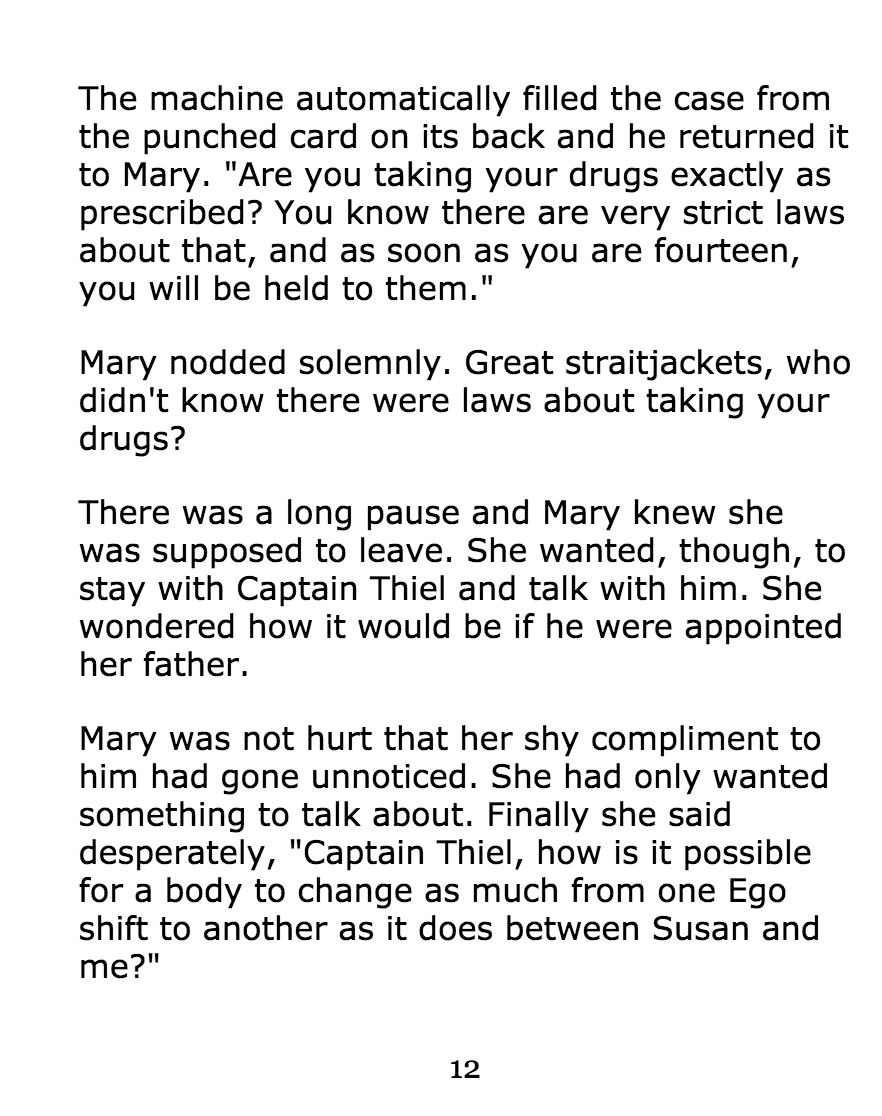 The machine automatically filled the case from
the punched card on its back and he returned it
to Mary. "Are you taking your drugs exactly as
prescribed? You know there are very strict laws
about that, and as soon as you are fourteen,
you will be held to them."
Mary nodded solemnly. Great straitjackets, who
didn't know there were laws about taking your
drugs?
There was a long pause and Mary knew she
was supposed to leave. She wanted, though, to
stay with Captain Thiel and talk with him. She
wondered how it would be if he were appointed
her father.
Mary was not hurt that her shy compliment to
him had gone unnoticed. She had only wanted
something to talk about. Finally she said
desperately, "Captain Thiel, how is it possible
for a body to change as much from one Ego
shift to another as it does between Susan and
me?"
12